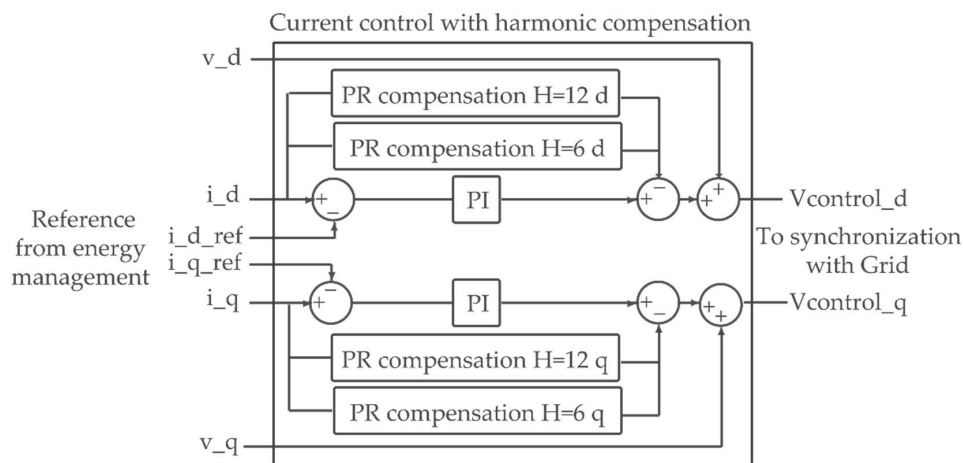 Current control with harmonic compensation
v_d
PR compensation H=12 d
PR compensation H=6 d
i_d
+
−
PI
−
+
+
+
Vcontrol_d
Reference
from energy
management
i_d_ref
i_q_ref
To synchronization
with Grid
i_q
−
+
PI
+
−
+
+
Vcontrol_q
PR compensation H=12 q
PR compensation H=6 q
v_q